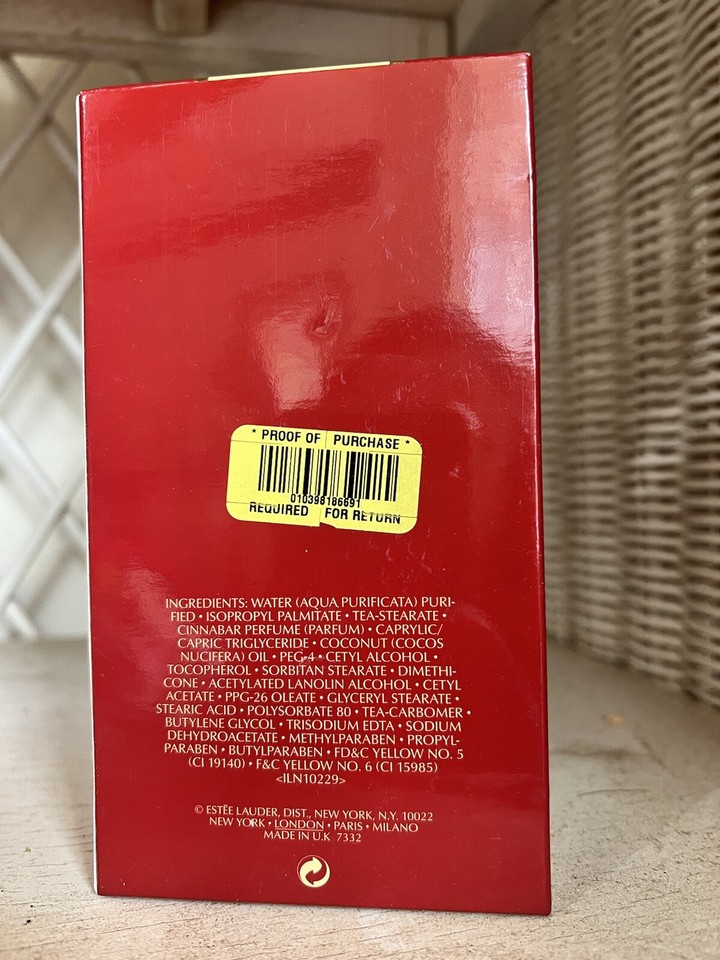 * PROOF OF PURCHASE *
010398186691
REQUIRED FOR RETURN
INGREDIENTS: WATER (AQUA PURIFICATA) PURI-
FIED • ISOPROPYL PALMITATE • TEA-STEARATE •
CINNABAR PERFUME (PARFUM) • CAPRYLIC/
CAPRIC TRIGLYCERIDE • COCONUT (COCOS
NUCIFERA) OIL • PEG-4 • CETYL ALCOHOL •
TOCOPHEROL • SORBITAN STEARATE • DIMETHI-
CONE • ACETYLATED LANOLIN ALCOHOL • CETYL
ACETATE • PPG-26 OLEATE • GLYCERYL STEARATE •
STEARIC ACID • POLYSORBATE 80 • TEA-CARBOMER •
BUTYLENE GLYCOL • TRISODIUM EDTA • SODIUM
DEHYDROACETATE • METHYLPARABEN • PROPYL-
PARABEN • BUTYLPARABEN • FD&C YELLOW NO. 5
(CI 19140) • F&C YELLOW NO. 6 (CI 15985)
<ILN10229>
© ESTĒE LAUDER, DIST., NEW YORK, N.Y. 10022
NEW YORK • LONDON • PARIS • MILANO
MADE IN U.K 7332